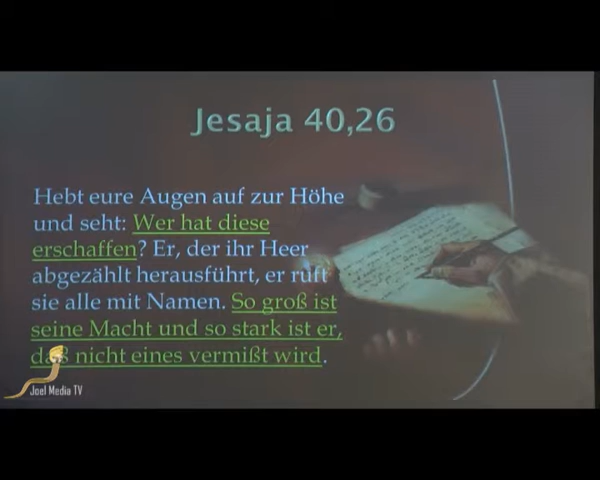 Jesaja 40,26
Hebt eure Augen auf zur Höhe
und seht: Wer hat diese
erschaffen? Er, der ihr Heer
abgezählt herausführt, er ruft
sie alle mit Namen. So groß ist
seine Macht und so stark ist er,
daß nicht eines vermißt wird.
Joel Media TV